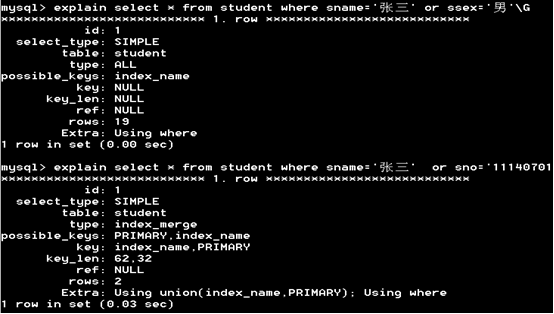 mysql> explain select * from student where sname='张三' or ssex='男'\G
*************************** 1. row ***************************
id: 1
select_type: SIMPLE
table: student
type: ALL
possible_keys: index_name
key: NULL
key_len: NULL
ref: NULL
rows: 19
Extra: Using where
1 row in set (0.00 sec)
mysql> explain select * from student where sname='张三' or sno='11140701
*************************** 1. row ***************************
id: 1
select_type: SIMPLE
table: student
type: index_merge
possible_keys: PRIMARY,index_name
key: index_name,PRIMARY
key_len: 62,32
ref: NULL
rows: 2
Extra: Using union(index_name,PRIMARY); Using where
1 row in set (0.03 sec)